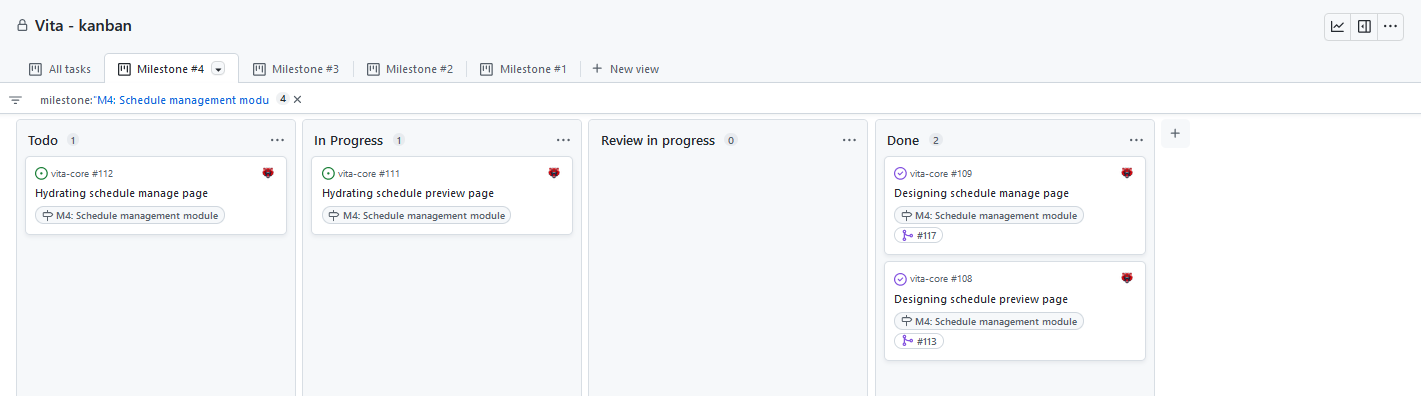 Vita - kanban
All tasks
Milestone #4
Milestone #3
Milestone #2
Milestone #1
New view
milestone:"M4: Schedule management modu 4
Todo 1
vita-core #112
Hydrating schedule manage page
M4: Schedule management module
In Progress 1
vita-core #111
Hydrating schedule preview page
M4: Schedule management module
Review in progress 0
Done 2
vita-core #109
Designing schedule manage page
M4: Schedule management module
#117
vita-core #108
Designing schedule preview page
M4: Schedule management module
#113